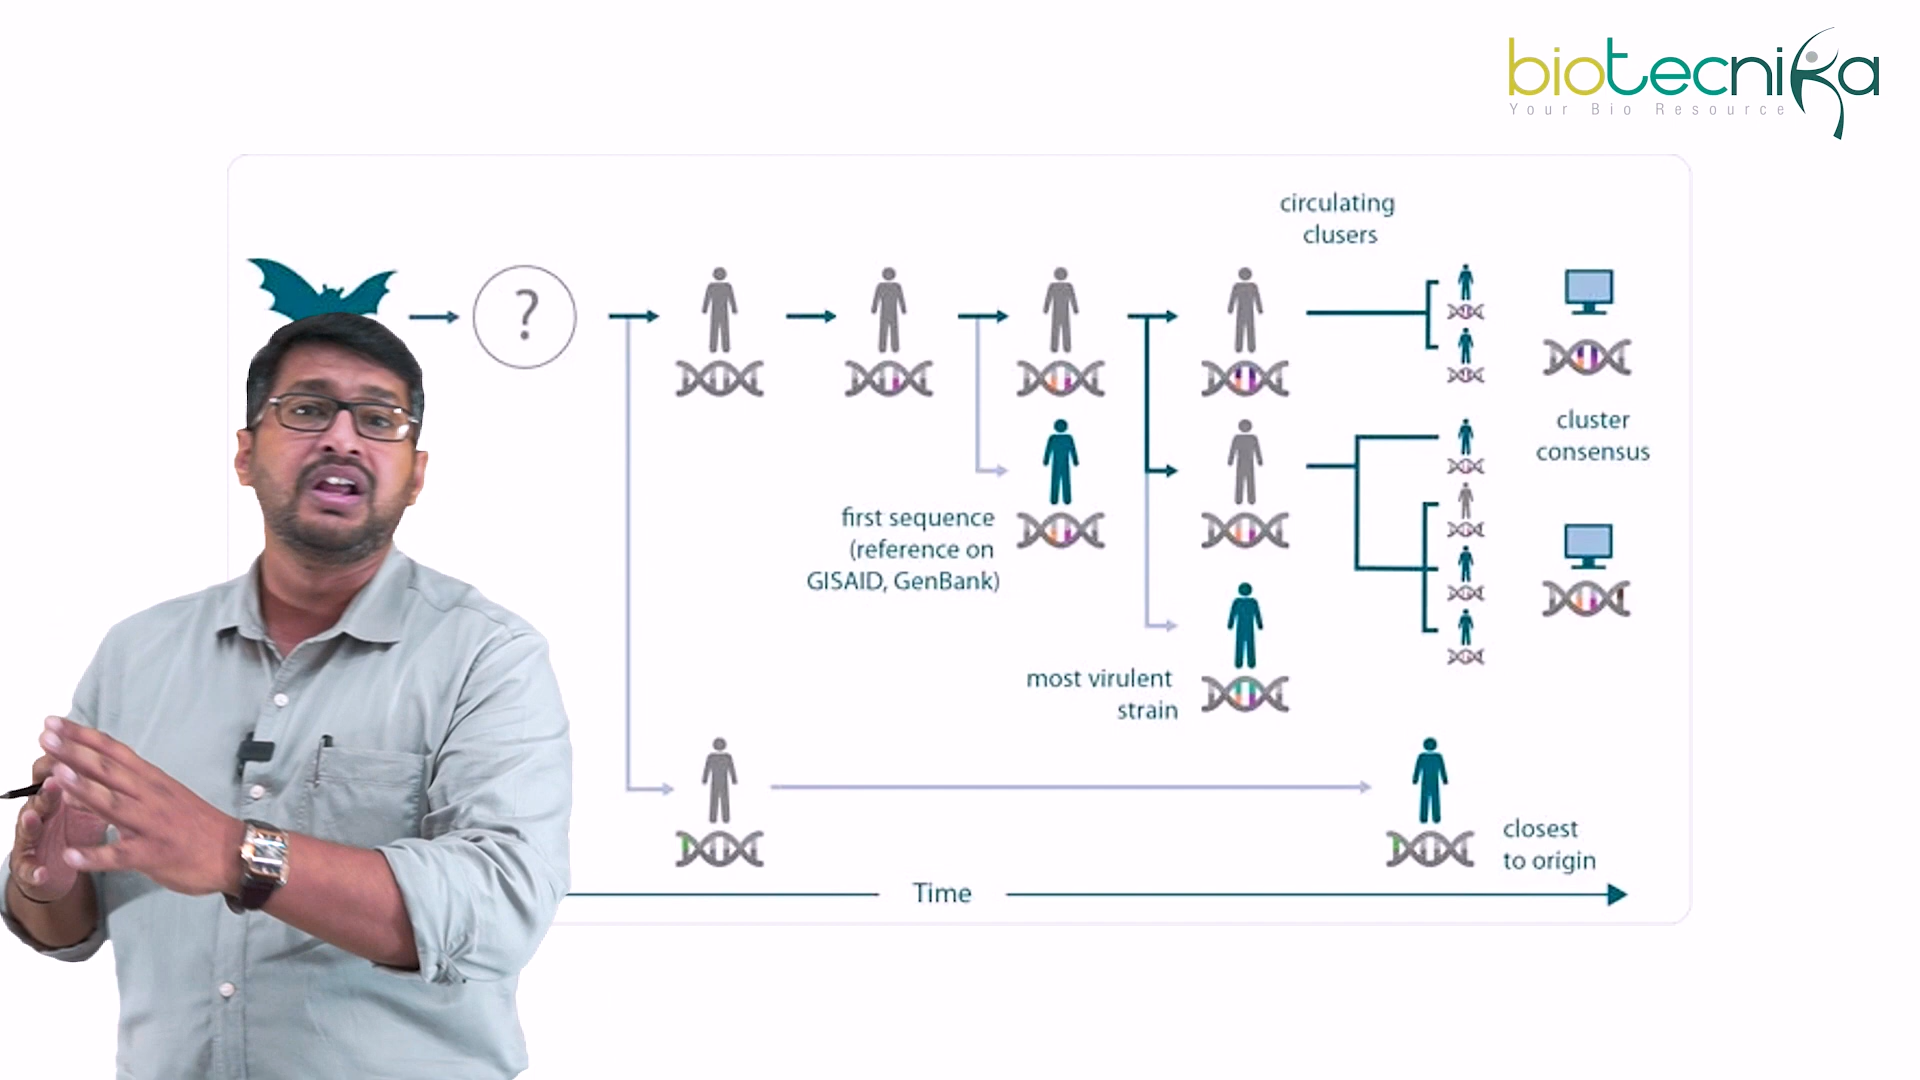 biotecnika
Your Bio Resource
circulating
clusers
?
cluster
consensus
first sequence
(reference on
GISAID, GenBank)
most virulent
strain
closest
to origin
Time